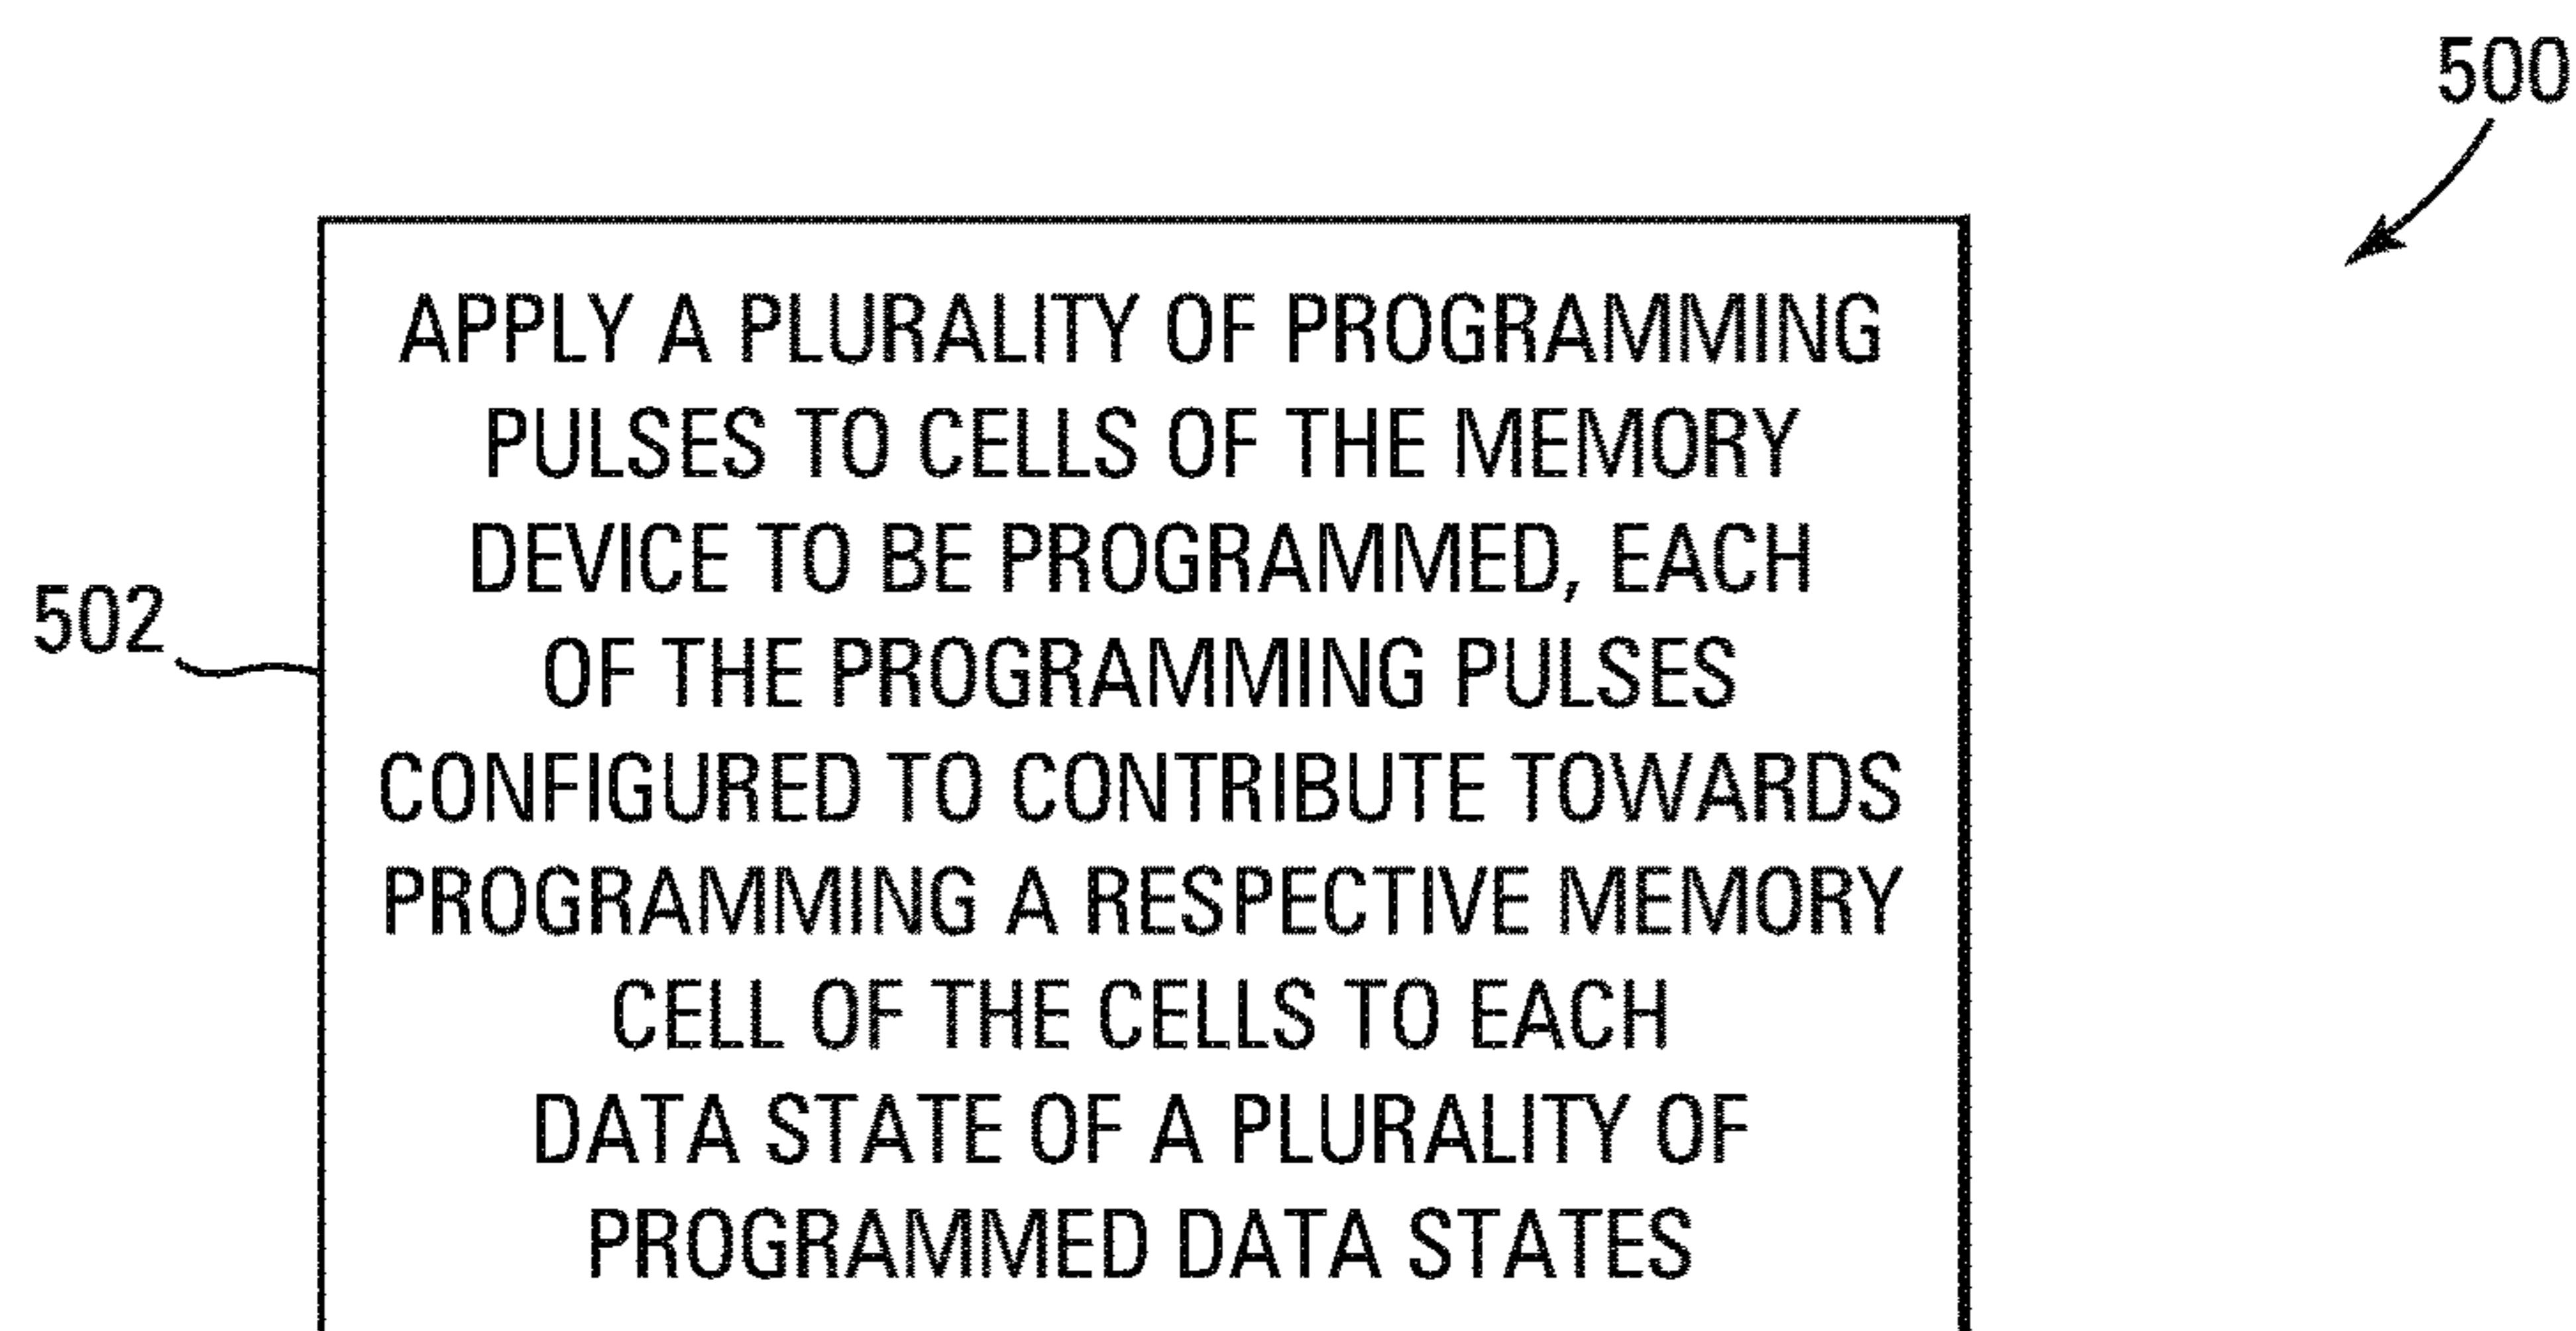 500
APPLY A PLURALITY OF PROGRAMMING
PULSES TO CELLS OF THE MEMORY
DEVICE TO BE PROGRAMMED, EACH
502
OF THE PROGRAMMING PULSES
CONFIGURED TO CONTRIBUTE TOWARDS
PROGRAMMING A RESPECTIVE MEMORY
CELL OF THE CELLS TO EACH
DATA STATE OF A PLURALITY OF
PROGRAMMED DATA STATES